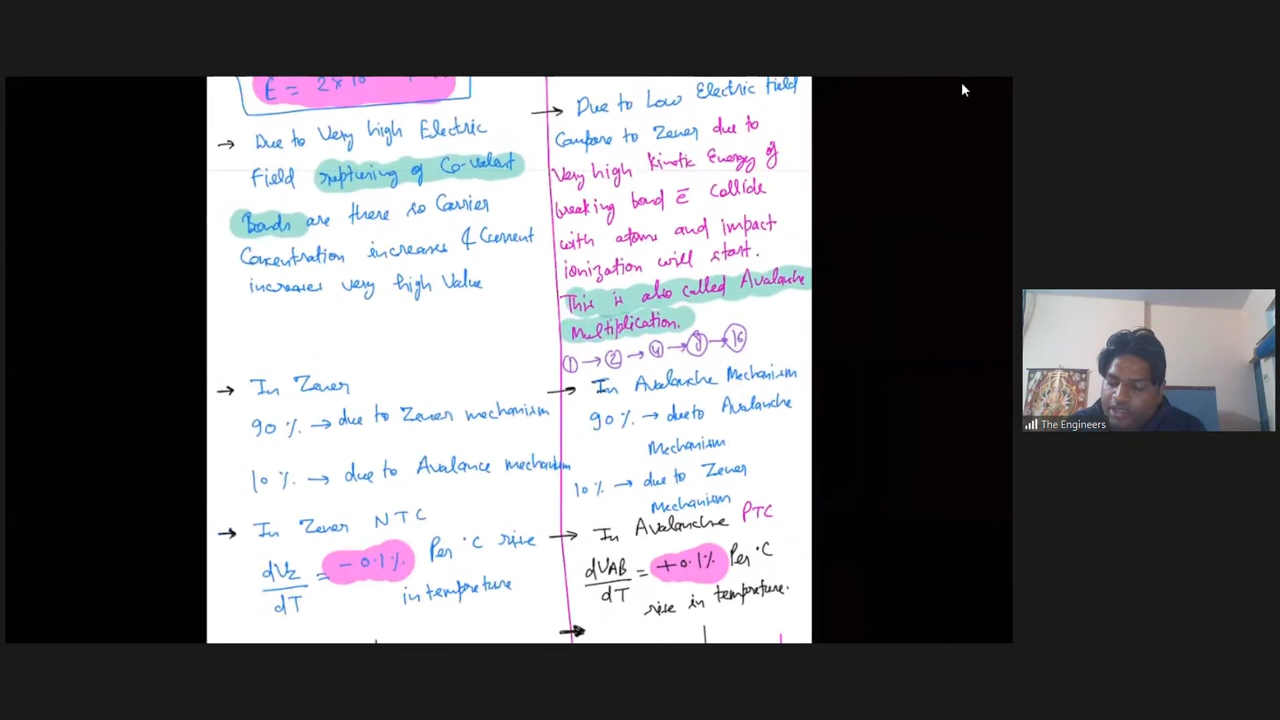 E = 2 × 10
→ Due to Very high Electric
Field rupturing of Co-valent
Bonds are there so Carrier
Concentration increases & Current
increases very high Value
→ In Zener
90 % → due to Zener mechanism
10 % → due to Avalance mechanism
→ In Zener NTC
dVz/dT = - 0.1 % Per °C rise
in tempreture
→ Due to Low Electric field
Compare to Zener due to
Very high kinetic Energy of
breaking bond ē collide
with atoms and impact
ionization will start.
This is also called Avalanche
Multiplication.
1 → 2 → 4 → 8 → 16
→ In Avalanche Mechanism
90 % → due to Avalanche
Mechanism
10 % → due to Zener
Mechanism
→ In Avalanche PTC
dVAB/dT = +0.1 % Per °C
rise in tempreture.
→
The Engineers